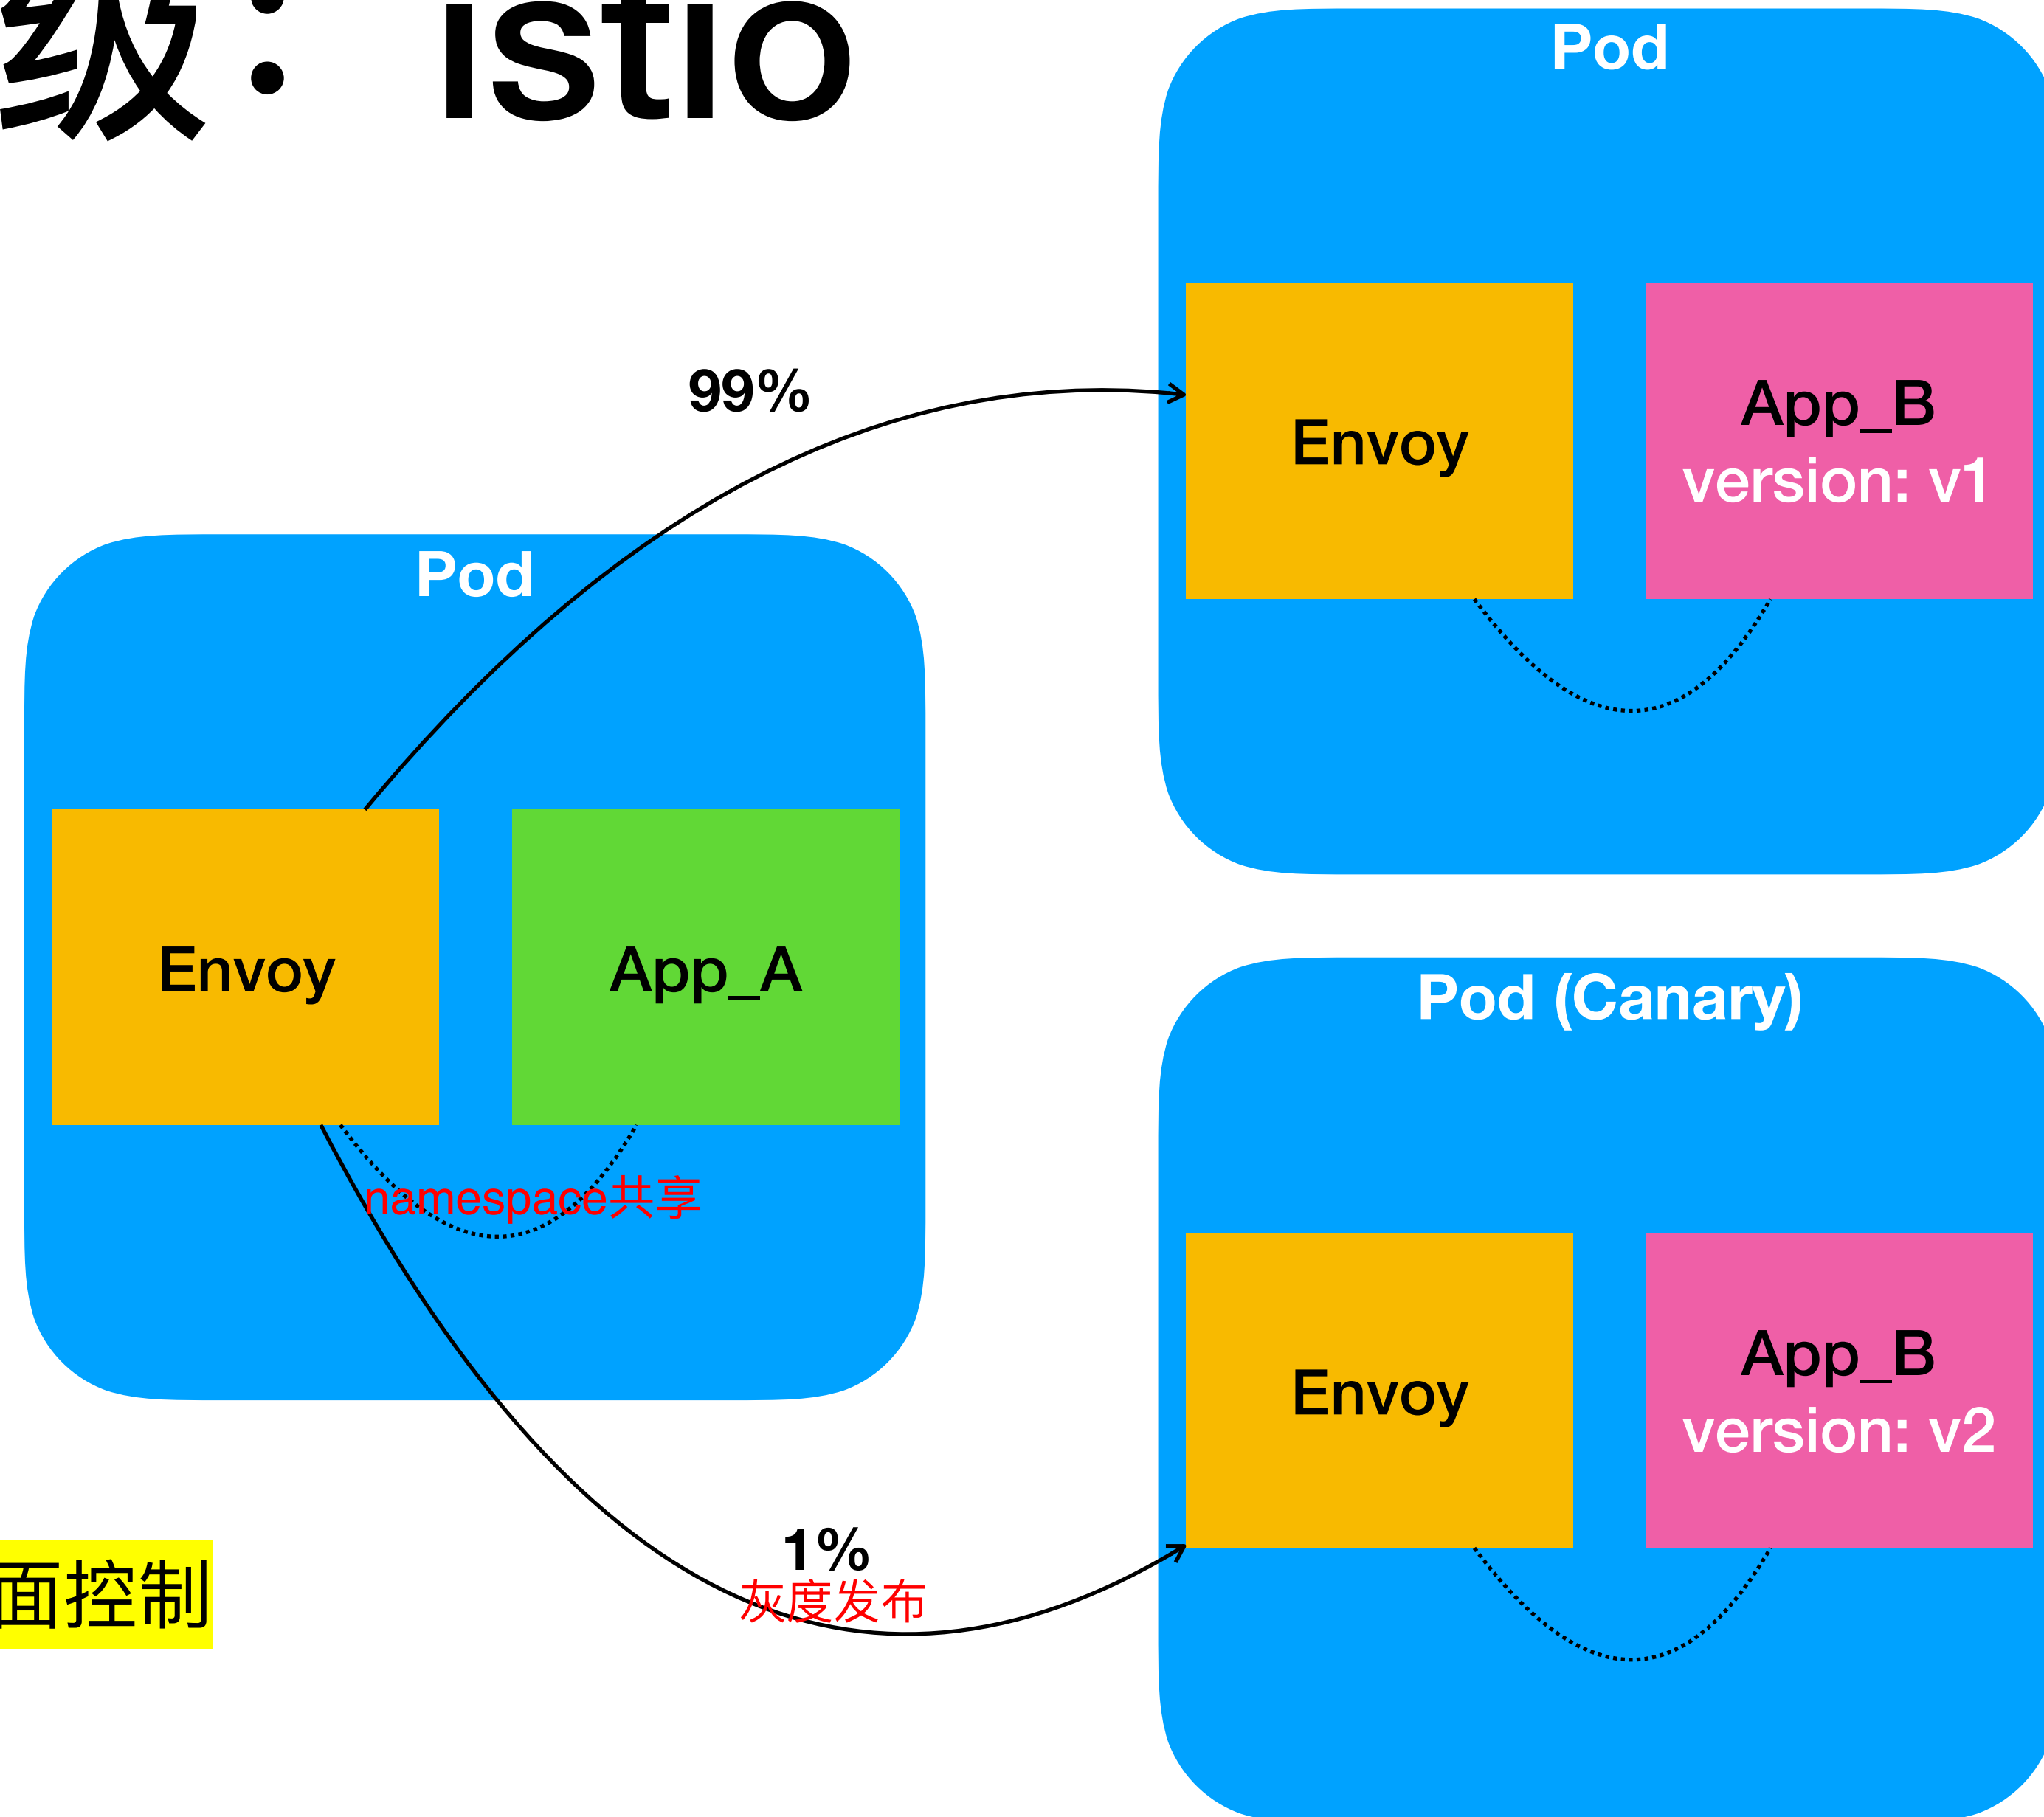 级：istio
Pod
99%
Envoy
App_B
version: v1
Pod
Envoy
App_A
namespace共享
Pod (Canary)
Envoy
App_B
version: v2
1%
灰度发布
面控制